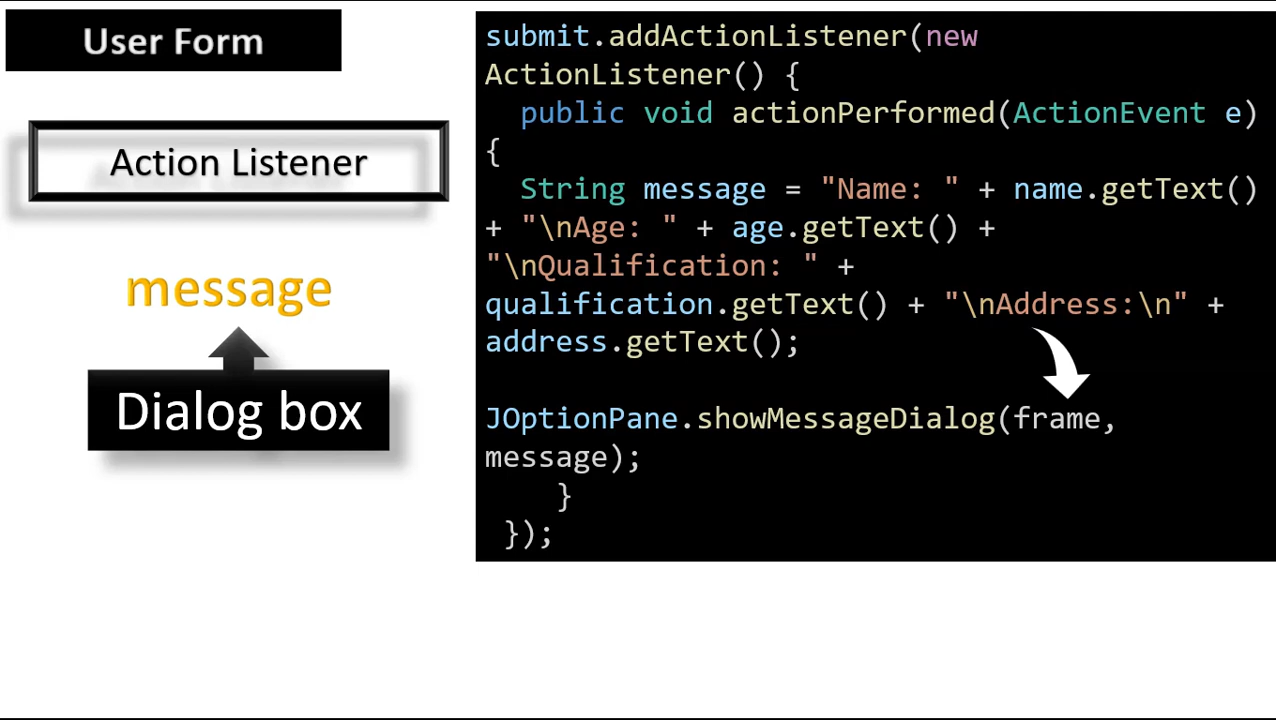 User Form
Action Listener
message
Dialog box
submit.addActionListener(new
ActionListener() {
public void actionPerformed(ActionEvent e)
{
String message = "Name: " + name.getText()
+ "\nAge: " + age.getText() +
"\nQualification: " +
qualification.getText() + "\nAddress:\n" +
address.getText();
JOptionPane.showMessageDialog(frame,
message);
}
});